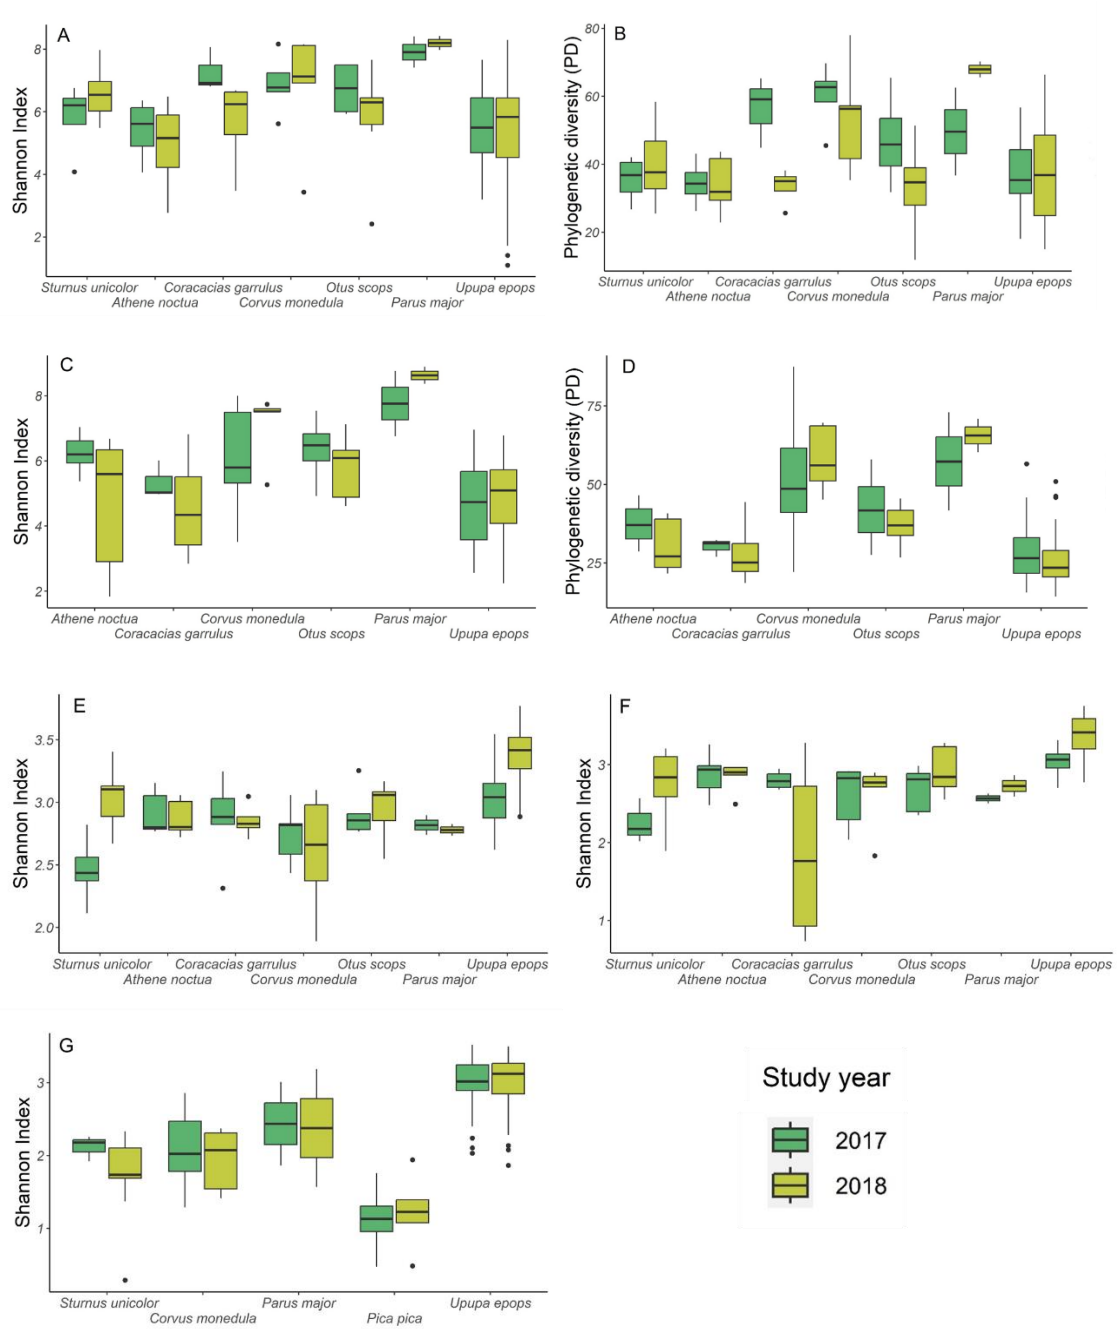 A
Shannon Index
8
6
4
2
Sturnus unicolor
Coracacias garrulus
Otus scops
Upupa epops
Athene noctua
Corvus monedula
Parus major
B
Phylogenetic diversity (PD)
80
60
40
20
Sturnus unicolor
Coracacias garrulus
Otus scops
Upupa epops
Athene noctua
Corvus monedula
Parus major
C
Shannon Index
8
6
4
2
Athene noctua
Corvus monedula
Parus major
Coracacias garrulus
Otus scops
Upupa epops
D
Phylogenetic diversity (PD)
75
50
25
Athene noctua
Corvus monedula
Parus major
Coracacias garrulus
Otus scops
Upupa epops
E
Shannon Index
3.5
3.0
2.5
2.0
Sturnus unicolor
Coracacias garrulus
Otus scops
Upupa epops
Athene noctua
Corvus monedula
Parus major
F
Shannon Index
3
2
1
Sturnus unicolor
Coracacias garrulus
Otus scops
Upupa epops
Athene noctua
Corvus monedula
Parus major
G
Shannon Index
3
2
1
Sturnus unicolor
Parus major
Upupa epops
Corvus monedula
Pica pica
Study year
2017
2018